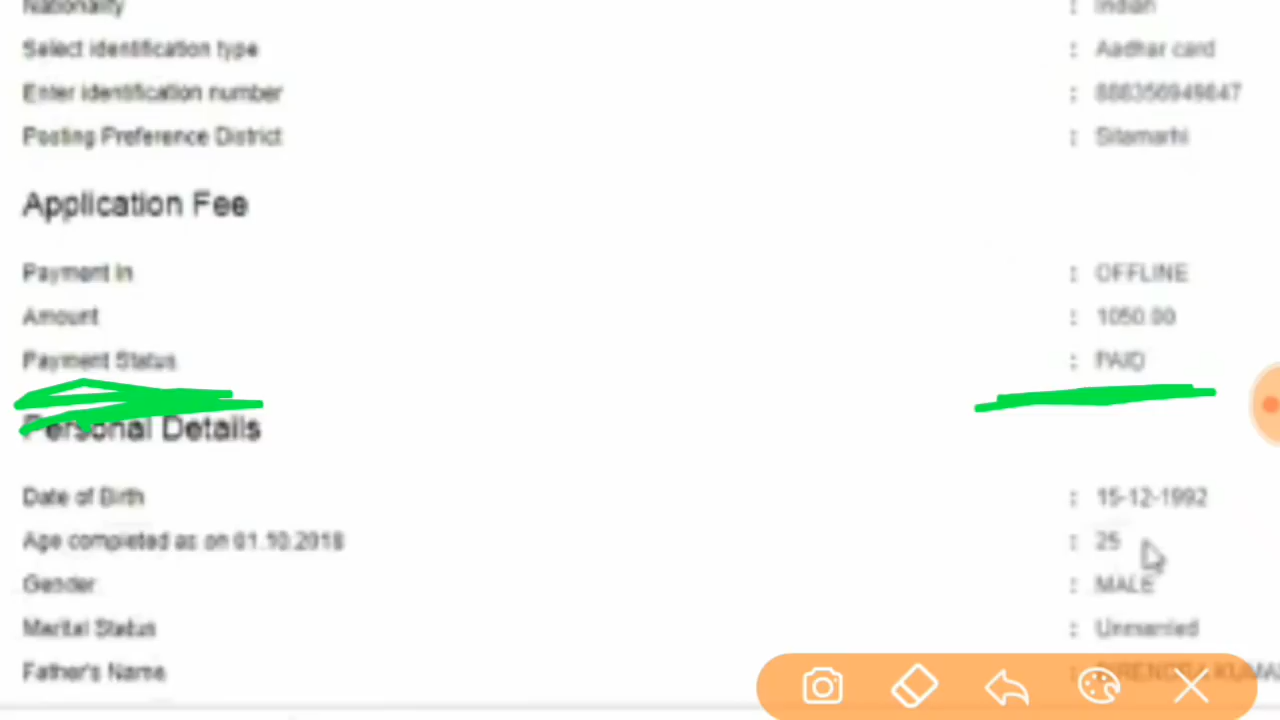 Nationality : Indian
Select identification type : Aadhar card
Enter identification number :
Posting Preference District : Sitamarhi
Application Fee
Payment in : OFFLINE
Amount : 1050.00
Payment Status : PAID
Personal Details
Date of Birth : 15-12-1992
Age completed as on 01.10.2018 : 25
Gender : MALE
Marital Status : Unmarried
Father's Name :